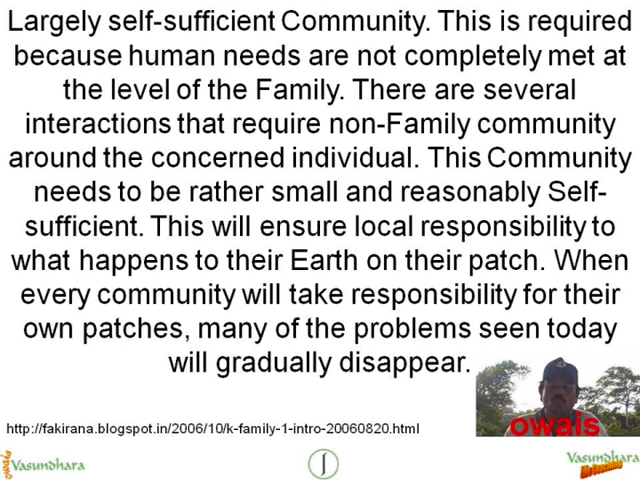 Largely self-sufficient Community. This is required
because human needs are not completely met at
the level of the Family. There are several
interactions that require non-Family community
around the concerned individual. This Community
needs to be rather small and reasonably Self-
sufficient. This will ensure local responsibility to
what happens to their Earth on their patch. When
every community will take responsibility for their
own patches, many of the problems seen today
will gradually disappear.
owais
http://fakirana.blogspot.in/2006/10/k-family-1-intro-20060820.html
owais
Vasundhara
Vasundhara